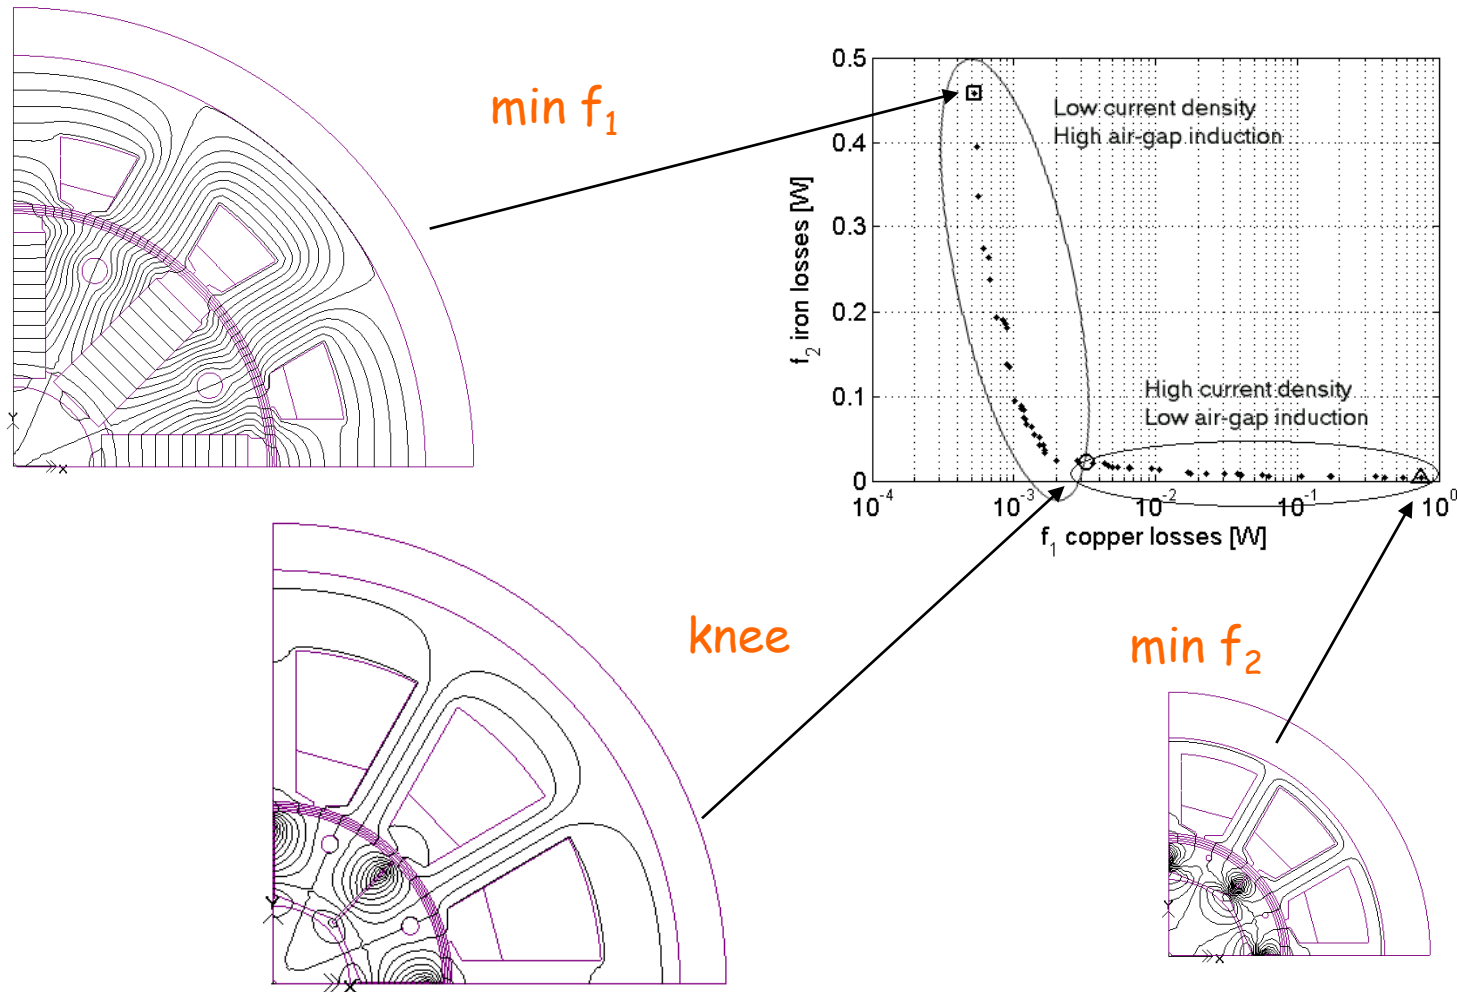 min f1
0.5
0.4
0.3
0.2
0.1
0
f2 iron losses [W]
Low current density
High air-gap induction
High current density
Low air-gap induction
10^-4
10^-3
10^-2
10^-1
10^0
f1 copper losses [W]
Y
x
knee
min f2
Y
X
Y
x